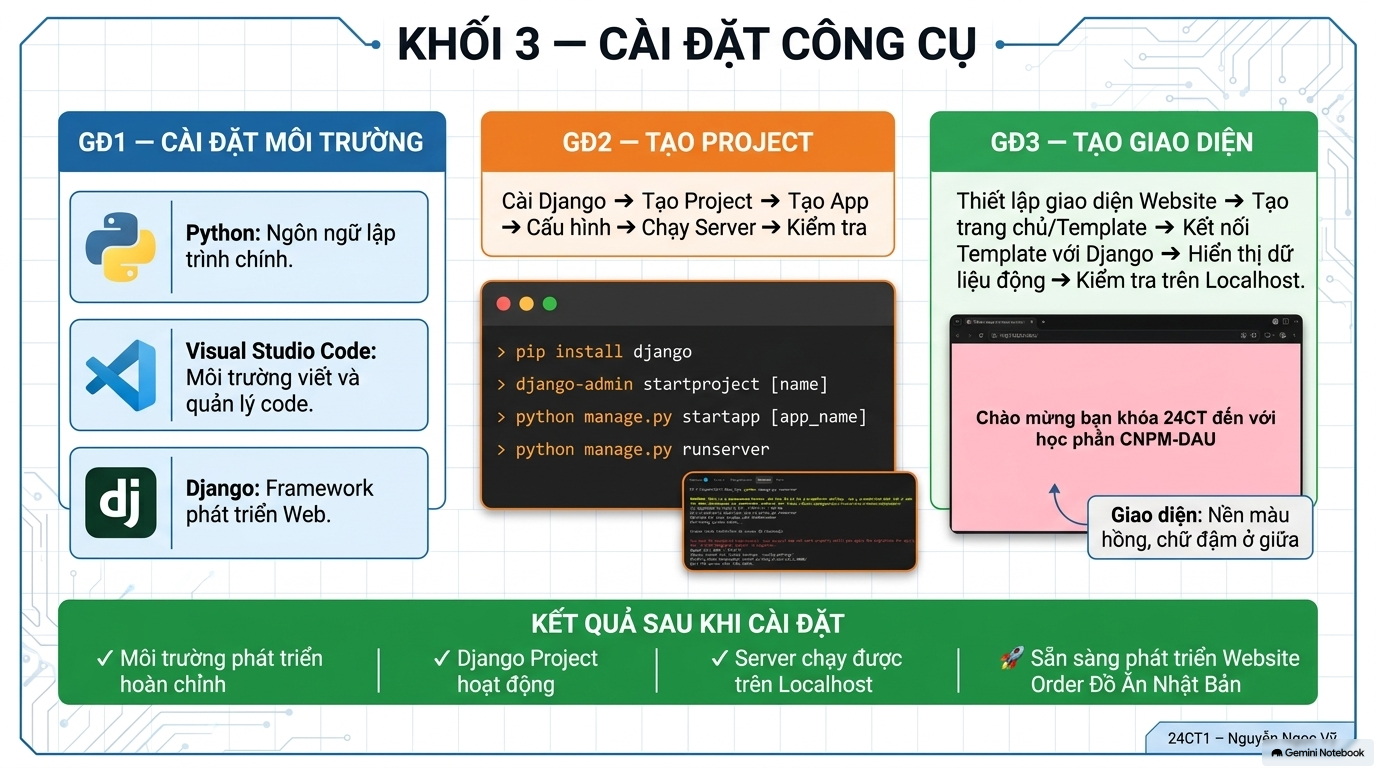 KHỐI 3 — CÀI ĐẶT CÔNG CỤ
GĐ1 — CÀI ĐẶT MÔI TRƯỜNG
Python: Ngôn ngữ lập
trình chính.
Visual Studio Code:
Môi trường viết và
quản lý code.
dj
Django: Framework
phát triển Web.
GĐ2 — TẠO PROJECT
Cài Django → Tạo Project → Tạo App
→ Cấu hình → Chạy Server → Kiểm tra
> pip install django
> django-admin startproject [name]
> python manage.py startapp [app_name]
> python manage.py runserver
GĐ3 — TẠO GIAO DIỆN
Thiết lập giao diện Website → Tạo
trang chủ/Template → Kết nối
Template với Django → Hiển thị dữ
liệu động → Kiểm tra trên Localhost.
Chào mừng bạn khóa 24CT đến với
học phần CNPM-DAU
Giao diện: Nền màu
hồng, chữ đậm ở giữa
KẾT QUẢ SAU KHI CÀI ĐẶT
✓ Môi trường phát triển
hoàn chỉnh
✓ Django Project
hoạt động
✓ Server chạy được
trên Localhost
🚀 Sẵn sàng phát triển Website
Order Đồ Ăn Nhật Bản
24CT1 – Nguyễn Ngọc Vỹ
Gemini Notebook